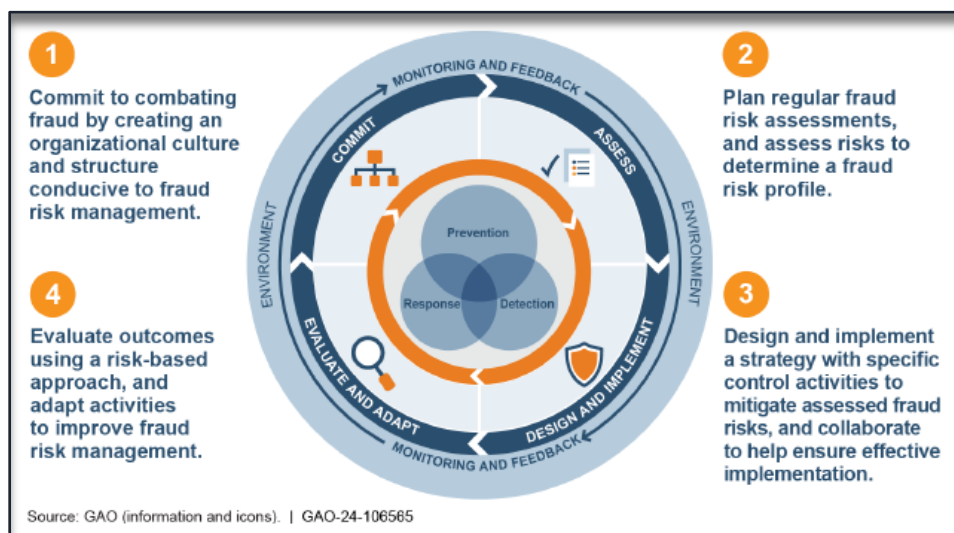 1
Commit to combating
fraud by creating an
organizational culture
and structure
conducive to fraud
risk management.
2
Plan regular fraud
risk assessments,
and assess risks to
determine a fraud
risk profile.
4
Evaluate outcomes
using a risk-based
approach, and
adapt activities
to improve fraud
risk management.
3
Design and implement
a strategy with specific
control activities to
mitigate assessed fraud
risks, and collaborate
to help ensure effective
implementation.
MONITORING AND FEEDBACK
ENVIRONMENT
ENVIRONMENT
MONITORING AND FEEDBACK
COMMIT
ASSESS
EVALUATE AND ADAPT
DESIGN AND IMPLEMENT
Prevention
Response
Detection
Source: GAO (information and icons). | GAO-24-106565